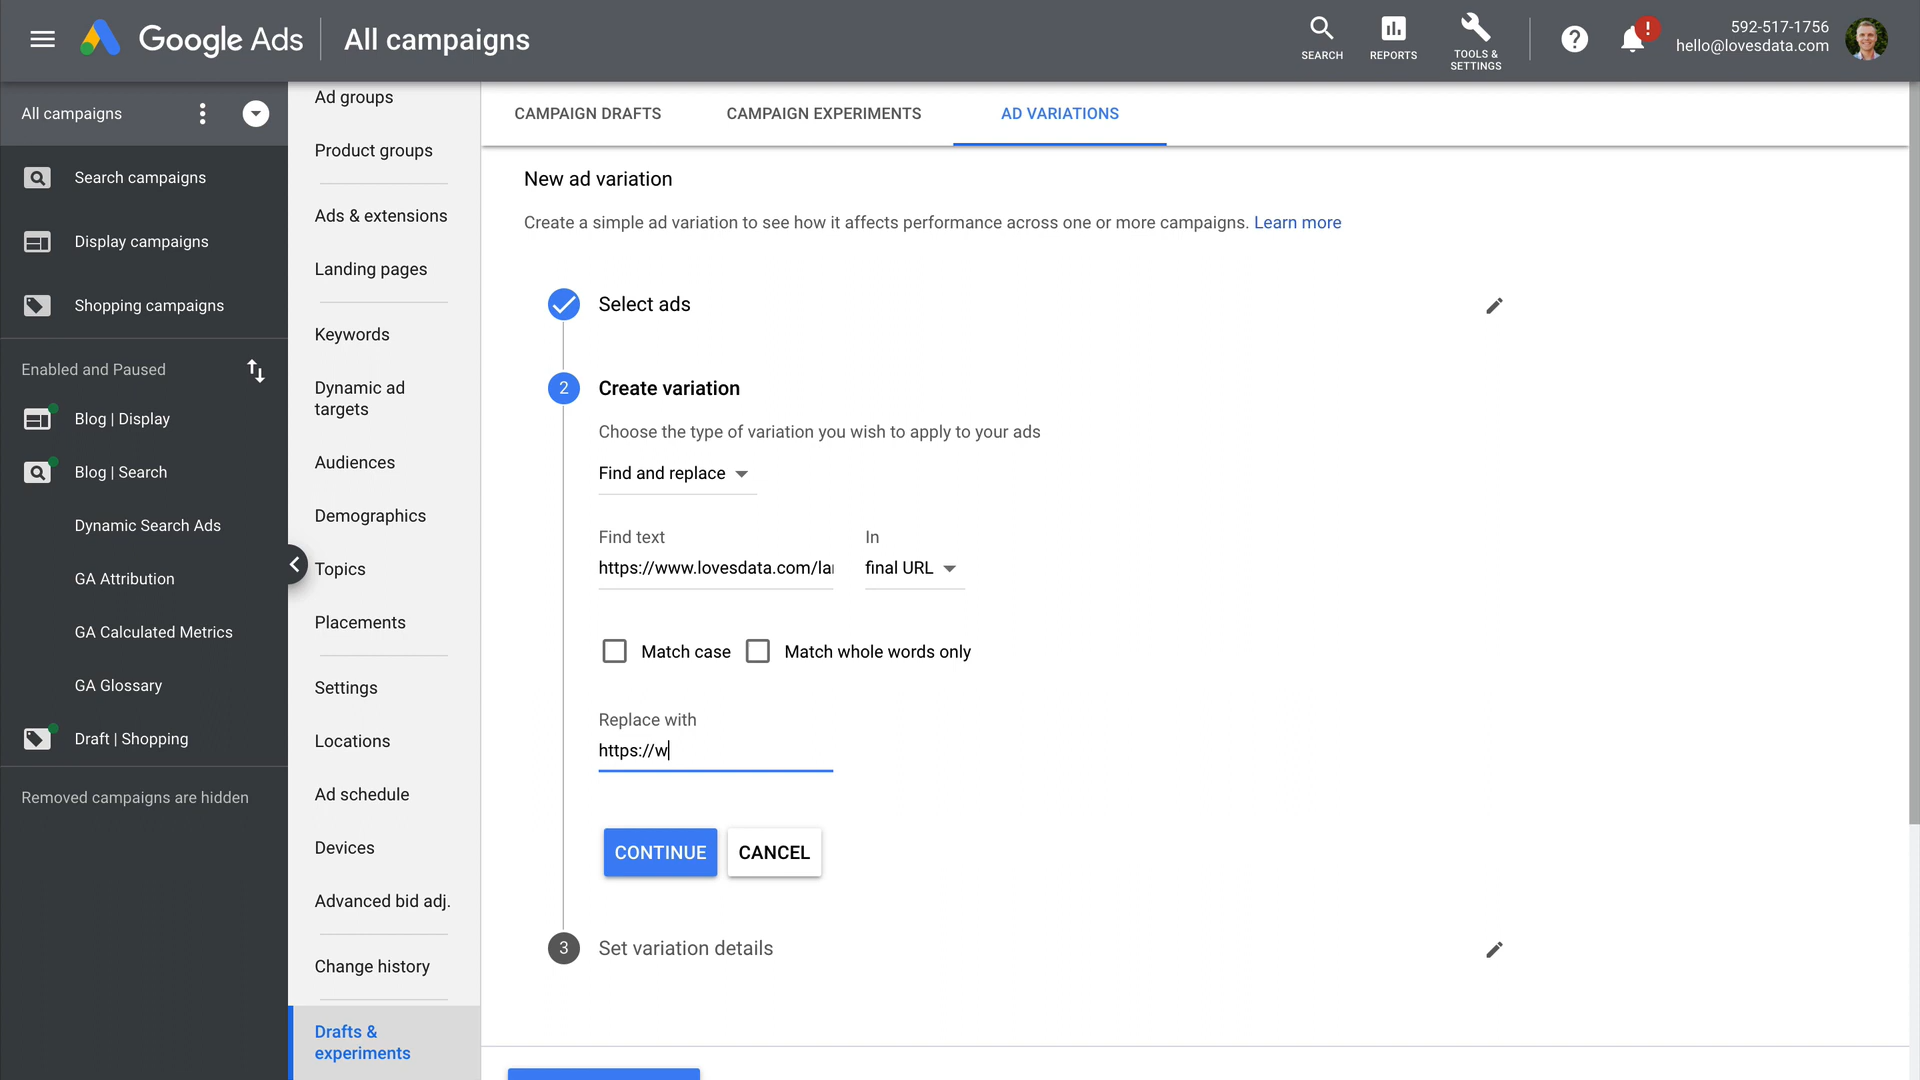 Google Ads
All campaigns
SEARCH
REPORTS
TOOLS &
SETTINGS
?
!
592-517-1756
hello@lovesdata.com
All campaigns
Search campaigns
Display campaigns
Shopping campaigns
Enabled and Paused
Blog | Display
Blog | Search
Dynamic Search Ads
GA Attribution
GA Calculated Metrics
GA Glossary
Draft | Shopping
Removed campaigns are hidden
Ad groups
Product groups
Ads & extensions
Landing pages
Keywords
Dynamic ad
targets
Audiences
Demographics
Topics
Placements
Settings
Locations
Ad schedule
Devices
Advanced bid adj.
Change history
Drafts &
experiments
CAMPAIGN DRAFTS
CAMPAIGN EXPERIMENTS
AD VARIATIONS
New ad variation
Create a simple ad variation to see how it affects performance across one or more campaigns. Learn more
Select ads
2 Create variation
Choose the type of variation you wish to apply to your ads
Find and replace
Find text
In
https://www.lovesdata.com/la
final URL
Match case
Match whole words only
Replace with
https://w
CONTINUE
CANCEL
3 Set variation details